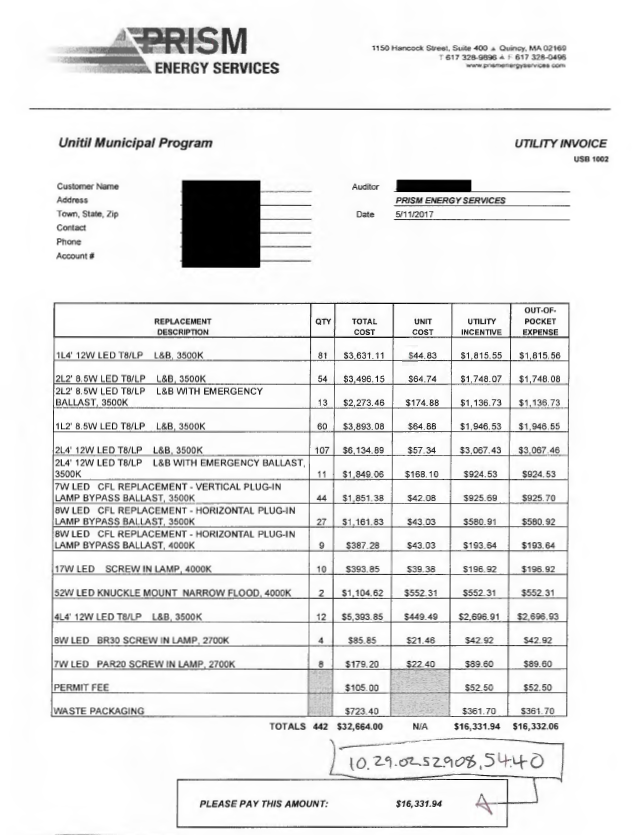 PRISM
ENERGY SERVICES
1150 Hancock Street, Suite 400 ▲ Quincy, MA 02169
T 617 328-9896 ▲ F 617 328-0496
www.prismenergyservices.com
Unitil Municipal Program
UTILITY INVOICE
USB 1002
Customer Name
Address
Town, State, Zip
Contact
Phone
Account #
Auditor
PRISM ENERGY SERVICES
Date 5/11/2017
REPLACEMENT DESCRIPTION QTY TOTAL COST UNIT COST UTILITY INCENTIVE OUT-OF-POCKET EXPENSE
1L4' 12W LED T8/LP L&B, 3500K 81 $3,631.11 $44.83 $1,815.55 $1,815.56
2L2' 8.5W LED T8/LP L&B, 3500K 54 $3,496.15 $64.74 $1,748.07 $1,748.08
2L2' 8.5W LED T8/LP L&B WITH EMERGENCY
BALLAST, 3500K 13 $2,273.46 $174.88 $1,136.73 $1,136.73
1L2' 8.5W LED T8/LP L&B, 3500K 60 $3,893.08 $64.88 $1,946.53 $1,946.55
2L4' 12W LED T8/LP L&B, 3500K 107 $6,134.89 $57.34 $3,067.43 $3,067.46
2L4' 12W LED T8/LP L&B WITH EMERGENCY BALLAST,
3500K 11 $1,849.06 $168.10 $924.53 $924.53
7W LED CFL REPLACEMENT - VERTICAL PLUG-IN
LAMP BYPASS BALLAST, 3500K 44 $1,851.38 $42.08 $925.69 $925.70
8W LED CFL REPLACEMENT - HORIZONTAL PLUG-IN
LAMP BYPASS BALLAST, 3500K 27 $1,161.83 $43.03 $580.91 $580.92
8W LED CFL REPLACEMENT - HORIZONTAL PLUG-IN
LAMP BYPASS BALLAST, 4000K 9 $387.28 $43.03 $193.64 $193.64
17W LED SCREW IN LAMP, 4000K 10 $393.85 $39.38 $196.92 $196.92
52W LED KNUCKLE MOUNT NARROW FLOOD, 4000K 2 $1,104.62 $552.31 $552.31 $552.31
4L4' 12W LED T8/LP L&B, 3500K 12 $5,393.85 $449.49 $2,696.91 $2,696.93
8W LED BR30 SCREW IN LAMP, 2700K 4 $85.85 $21.46 $42.92 $42.92
7W LED PAR20 SCREW IN LAMP, 2700K 8 $179.20 $22.40 $89.60 $89.60
PERMIT FEE $105.00 $52.50 $52.50
WASTE PACKAGING $723.40 $361.70 $361.70
TOTALS 442 $32,664.00 N/A $16,331.94 $16,332.06
10.29.02.52908.54.40
PLEASE PAY THIS AMOUNT: $16,331.94